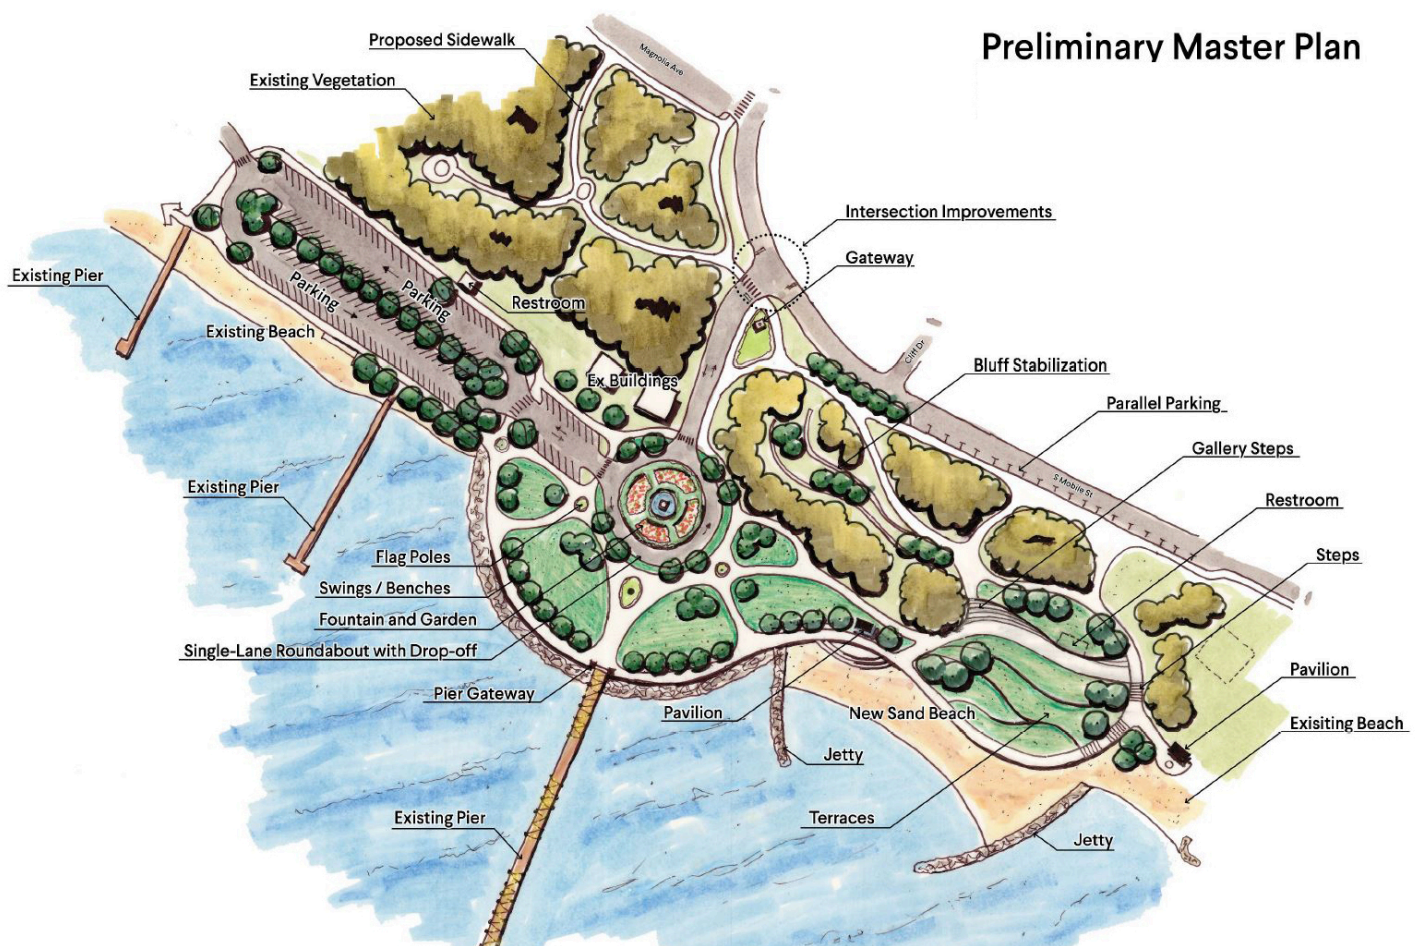 Preliminary Master Plan
Proposed Sidewalk
Magnolia Ave
Existing Vegetation
Intersection Improvements
Gateway
Existing Pier
Parking
Parking
Restroom
Existing Beach
Cliff Dr
Ex Buildings
Bluff Stabilization
Parallel Parking
Gallery Steps
S Mobile St
Existing Pier
Restroom
Flag Poles
Steps
Swings / Benches
Fountain and Garden
Single-Lane Roundabout with Drop-off
Pier Gateway
Pavilion
Pavilion
New Sand Beach
Exisiting Beach
Jetty
Existing Pier
Terraces
Jetty